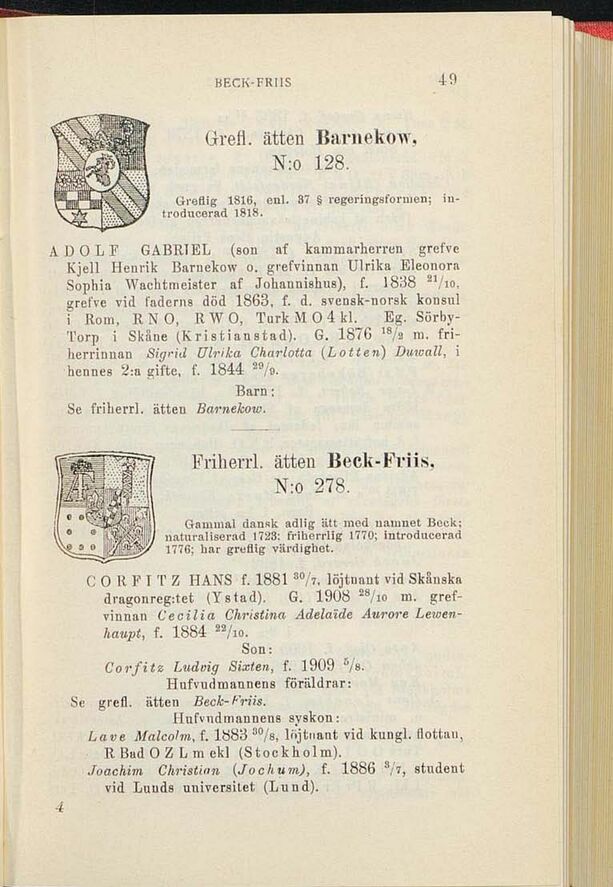 BECK-FRIIS 49
Grefl. ätten Barnekow,
N:o 128.
Greflig 1816, enl. 37 § regeringsformen; in-
troducerad 1818.
ADOLF GABRIEL (son af kammarherren grefve
Kjell Henrik Barnekow o. grefvinnan Ulrika Eleonora
Sophia Wachtmeister af Johannishus), f. 1838 21/10,
grefve vid faderns död 1863, f. d. svensk-norsk konsul
i Rom, RNO, RWO, TurkMO4kl. Eg. Sörby-
Torp i Skåne (Kristianstad). G. 1876 18/2 m. fri-
herrinnan Sigrid Ulrika Charlotta (Lotten) Duwall, i
hennes 2:a gifte, f. 1844 29/9.
Barn:
Se friherrl. ätten Barnekow.
Friherrl. ätten Beck-Friis,
N:o 278.
Gammal dansk adlig ätt med namnet Beck;
naturaliserad 1723; friherrlig 1770; introducerad
1776; har greflig värdighet.
CORFITZ HANS f. 1881 30/7, löjtnant vid Skånska
dragonreg:tet (Ystad). G. 1908 28/10 m. gref-
vinnan Cecilia Christina Adelaïde Aurore Lewen-
haupt, f. 1884 22/10.
Son:
Corfitz Ludvig Sixten, f. 1909 5/8.
Hufvudmannens föräldrar:
Se grefl. ätten Beck-Friis.
Hufvudmannens syskon:
Lave Malcolm, f. 1883 30/8, löjtnant vid kungl. flottan,
RBadOZLmekl (Stockholm).
Joachim Christian (Jochum), f. 1886 3/7, student
vid Lunds universitet (Lund).
4